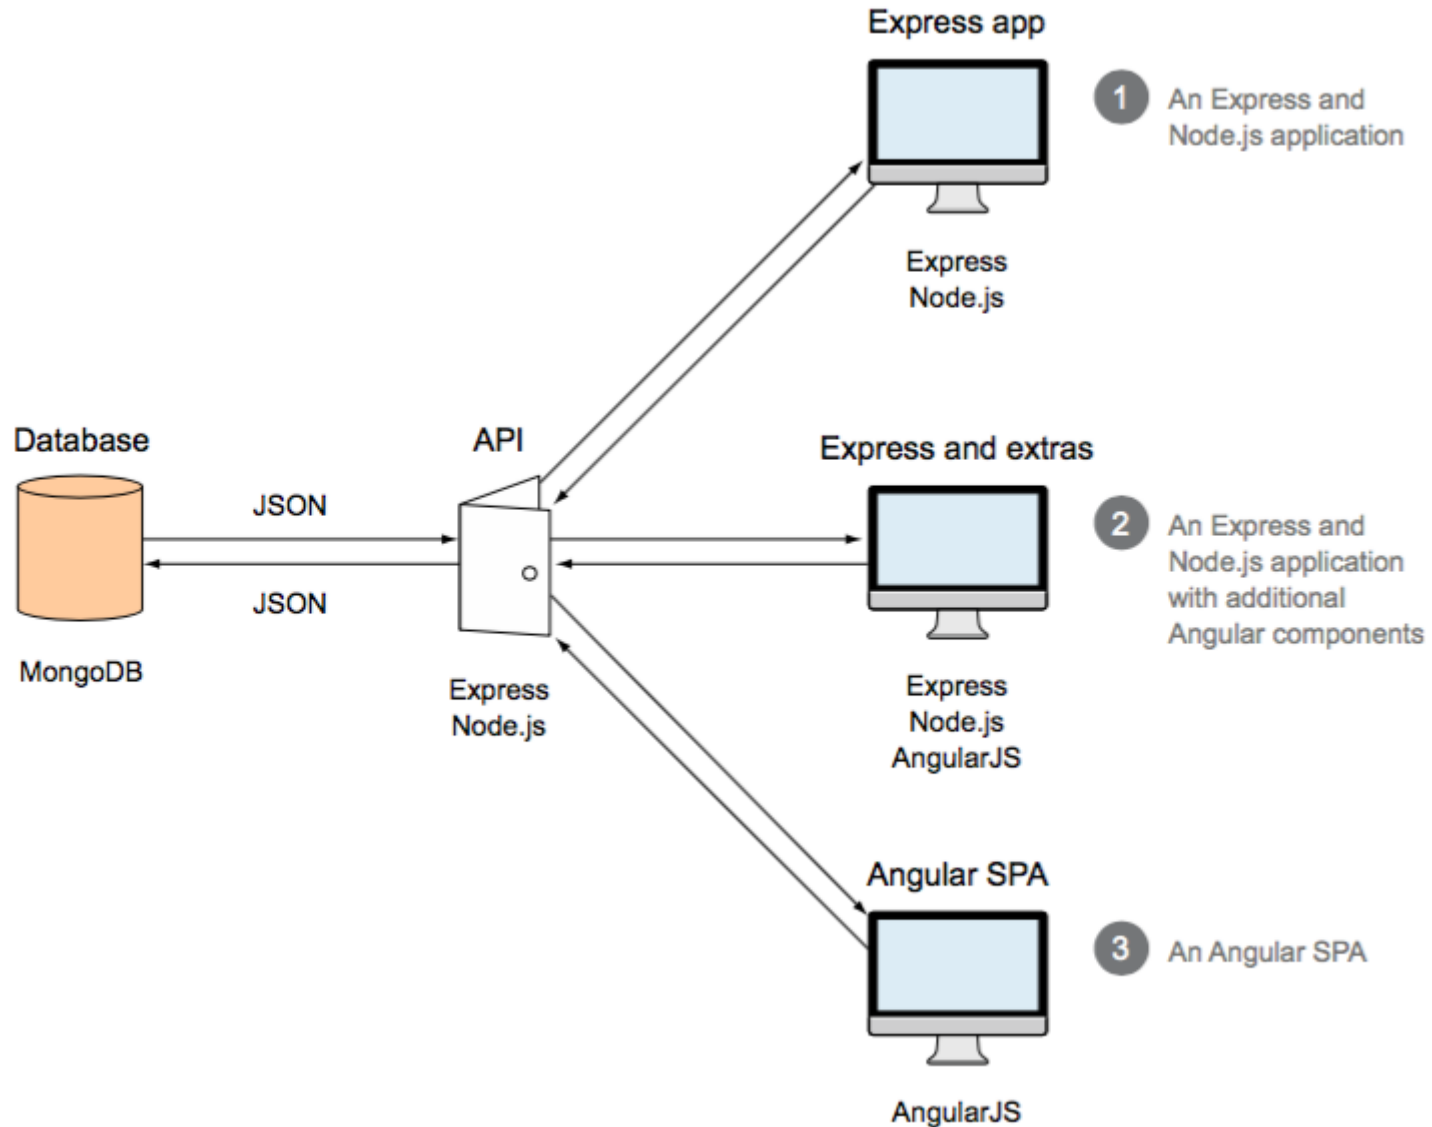 Express app
1
An Express and
Node.js application
Express
Node.js
Database
API
JSON
JSON
MongoDB
Express
Node.js
Express and extras
2
An Express and
Node.js application
with additional
Angular components
Express
Node.js
AngularJS
Angular SPA
3
An Angular SPA
AngularJS